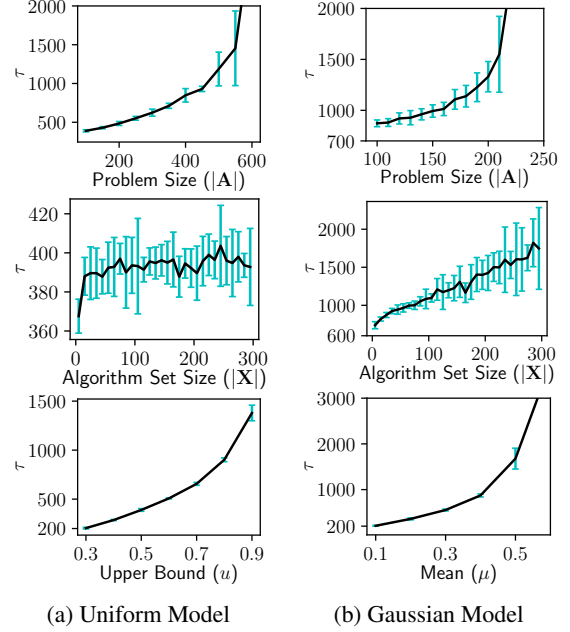 2000
1500
1000
500
τ
200 400 600
Problem Size (|A|)
2000
1500
1000
700
τ
100 150 200 250
Problem Size (|A|)
420
400
380
360
τ
0 100 200 300
Algorithm Set Size (|X|)
2000
1500
1000
600
τ
0 100 200 300
Algorithm Set Size (|X|)
1500
1000
500
200
τ
0.3 0.5 0.7 0.9
Upper Bound (u)
3000
1000
200
τ
0.1 0.3 0.5
Mean (μ)
(a) Uniform Model
(b) Gaussian Model